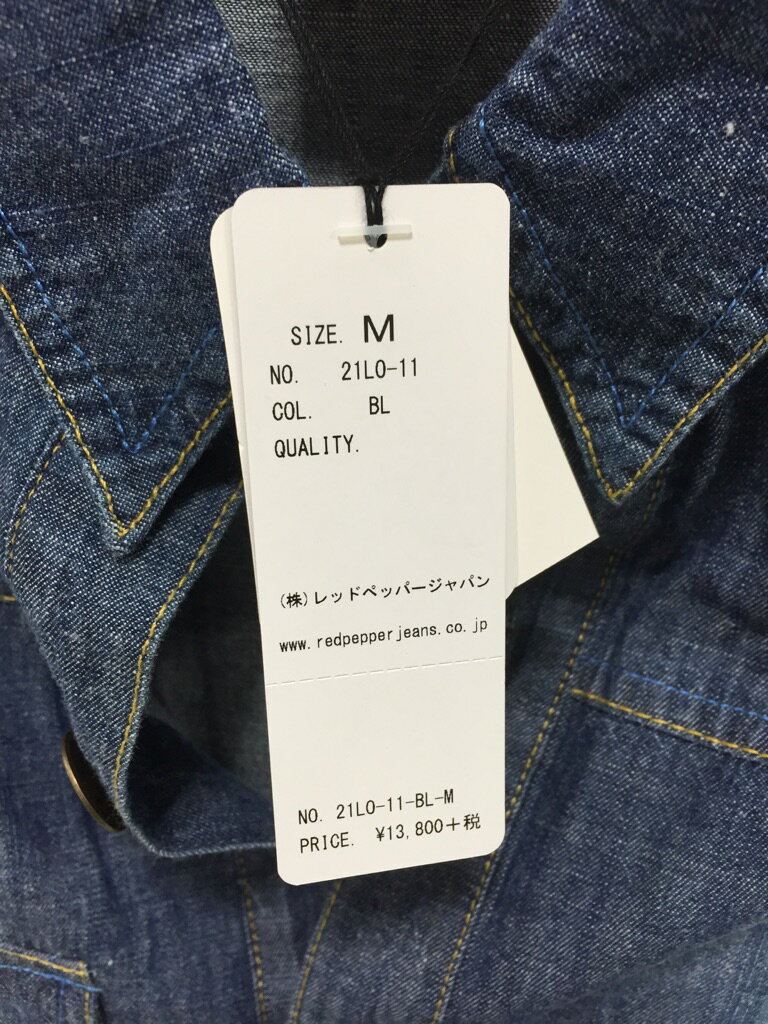 SIZE. M
NO. 21LO-11
COL. BL
QUALITY.
(株)レッドペッパージャパン
www.redpepperjeans.co.jp
NO. 21LO-11-BL-M
PRICE. ¥13,800+税